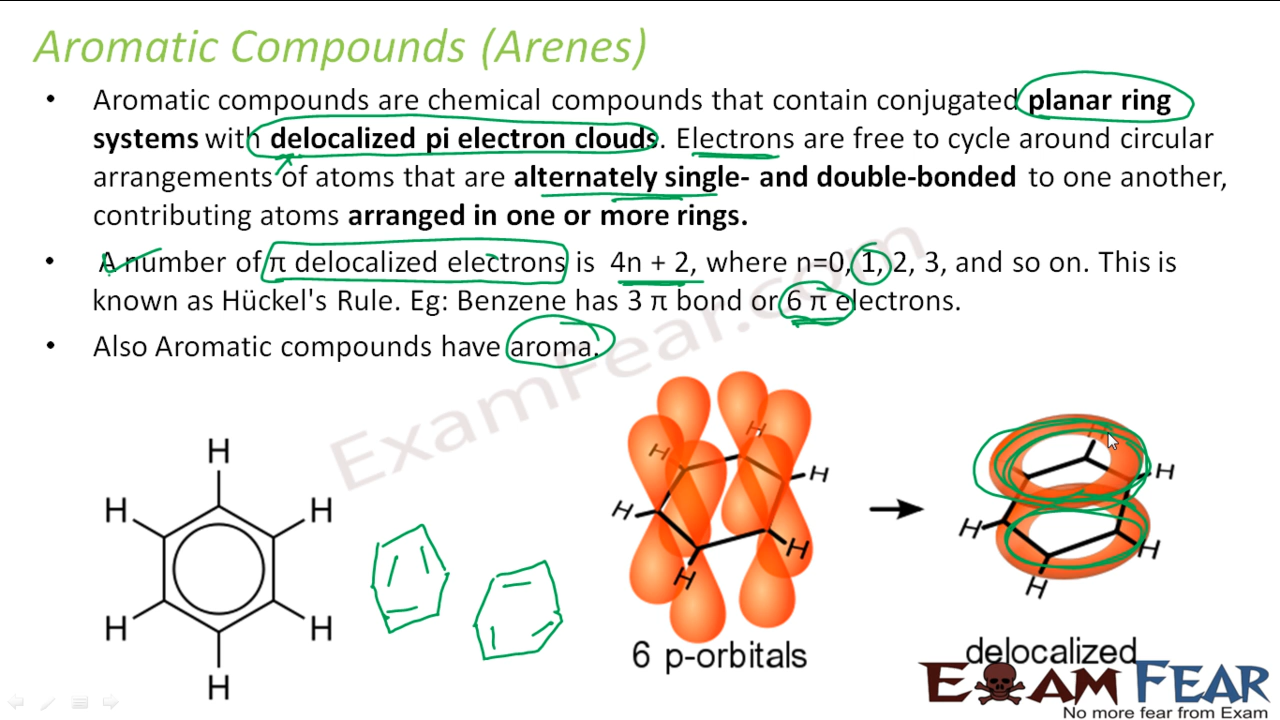 Aromatic Compounds (Arenes)
• Aromatic compounds are chemical compounds that contain conjugated planar ring
systems with delocalized pi electron clouds. Electrons are free to cycle around circular
arrangements of atoms that are alternately single- and double-bonded to one another,
contributing atoms arranged in one or more rings.
• A number of π delocalized electrons is 4n + 2, where n=0, 1, 2, 3, and so on. This is
known as Hückel's Rule. Eg: Benzene has 3 π bond or 6 π electrons.
• Also Aromatic compounds have aroma.
ExamFear.com
H
H H
H H
H
H H
H
H
H
H
6 p-orbitals
H
H
H
H
H
delocalized
EXAMFEAR
No more fear from Exam